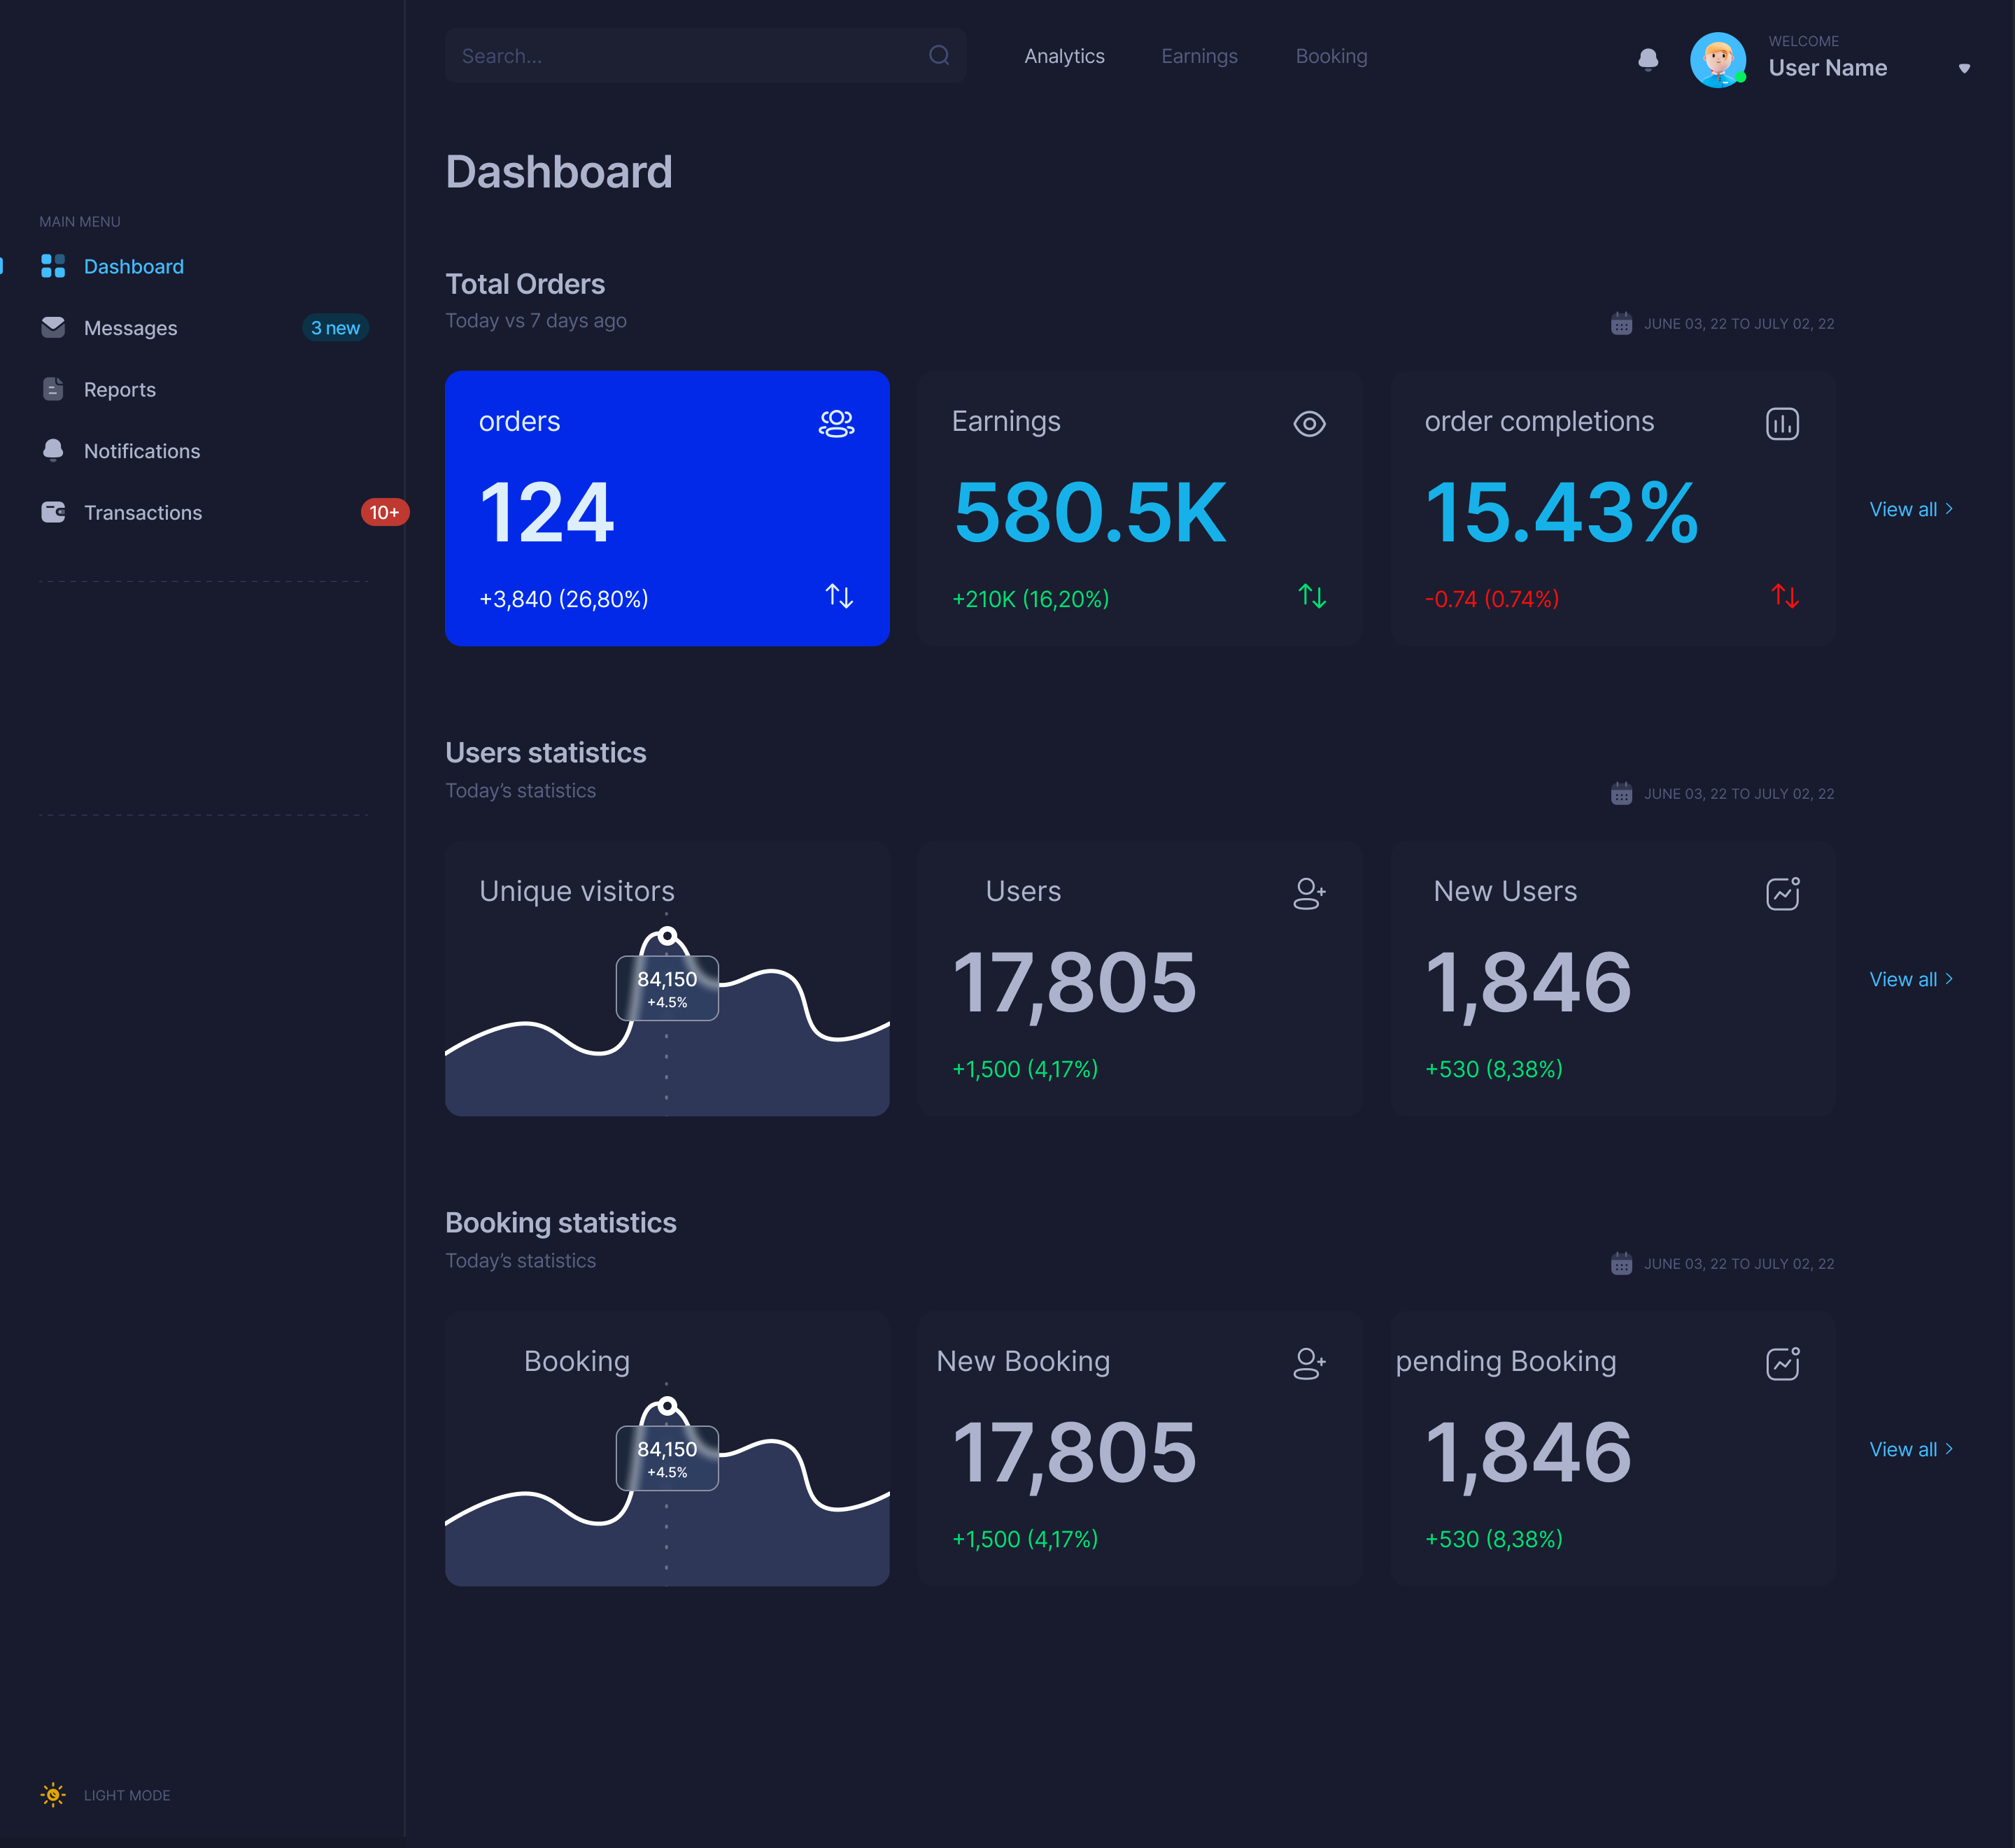 Search...
Analytics
Earnings
Booking
WELCOME
User Name
Dashboard
MAIN MENU
Dashboard
Messages
3 new
Reports
Notifications
Transactions
10+
LIGHT MODE
Total Orders
Today vs 7 days ago
JUNE 03, 22 TO JULY 02, 22
orders
124
+3,840 (26,80%)
Earnings
580.5K
+210K (16,20%)
order completions
15.43%
-0.74 (0.74%)
View all
Users statistics
Today’s statistics
JUNE 03, 22 TO JULY 02, 22
Unique visitors
84,150
+4.5%
Users
17,805
+1,500 (4,17%)
New Users
1,846
+530 (8,38%)
View all
Booking statistics
Today’s statistics
JUNE 03, 22 TO JULY 02, 22
Booking
84,150
+4.5%
New Booking
17,805
+1,500 (4,17%)
pending Booking
1,846
+530 (8,38%)
View all